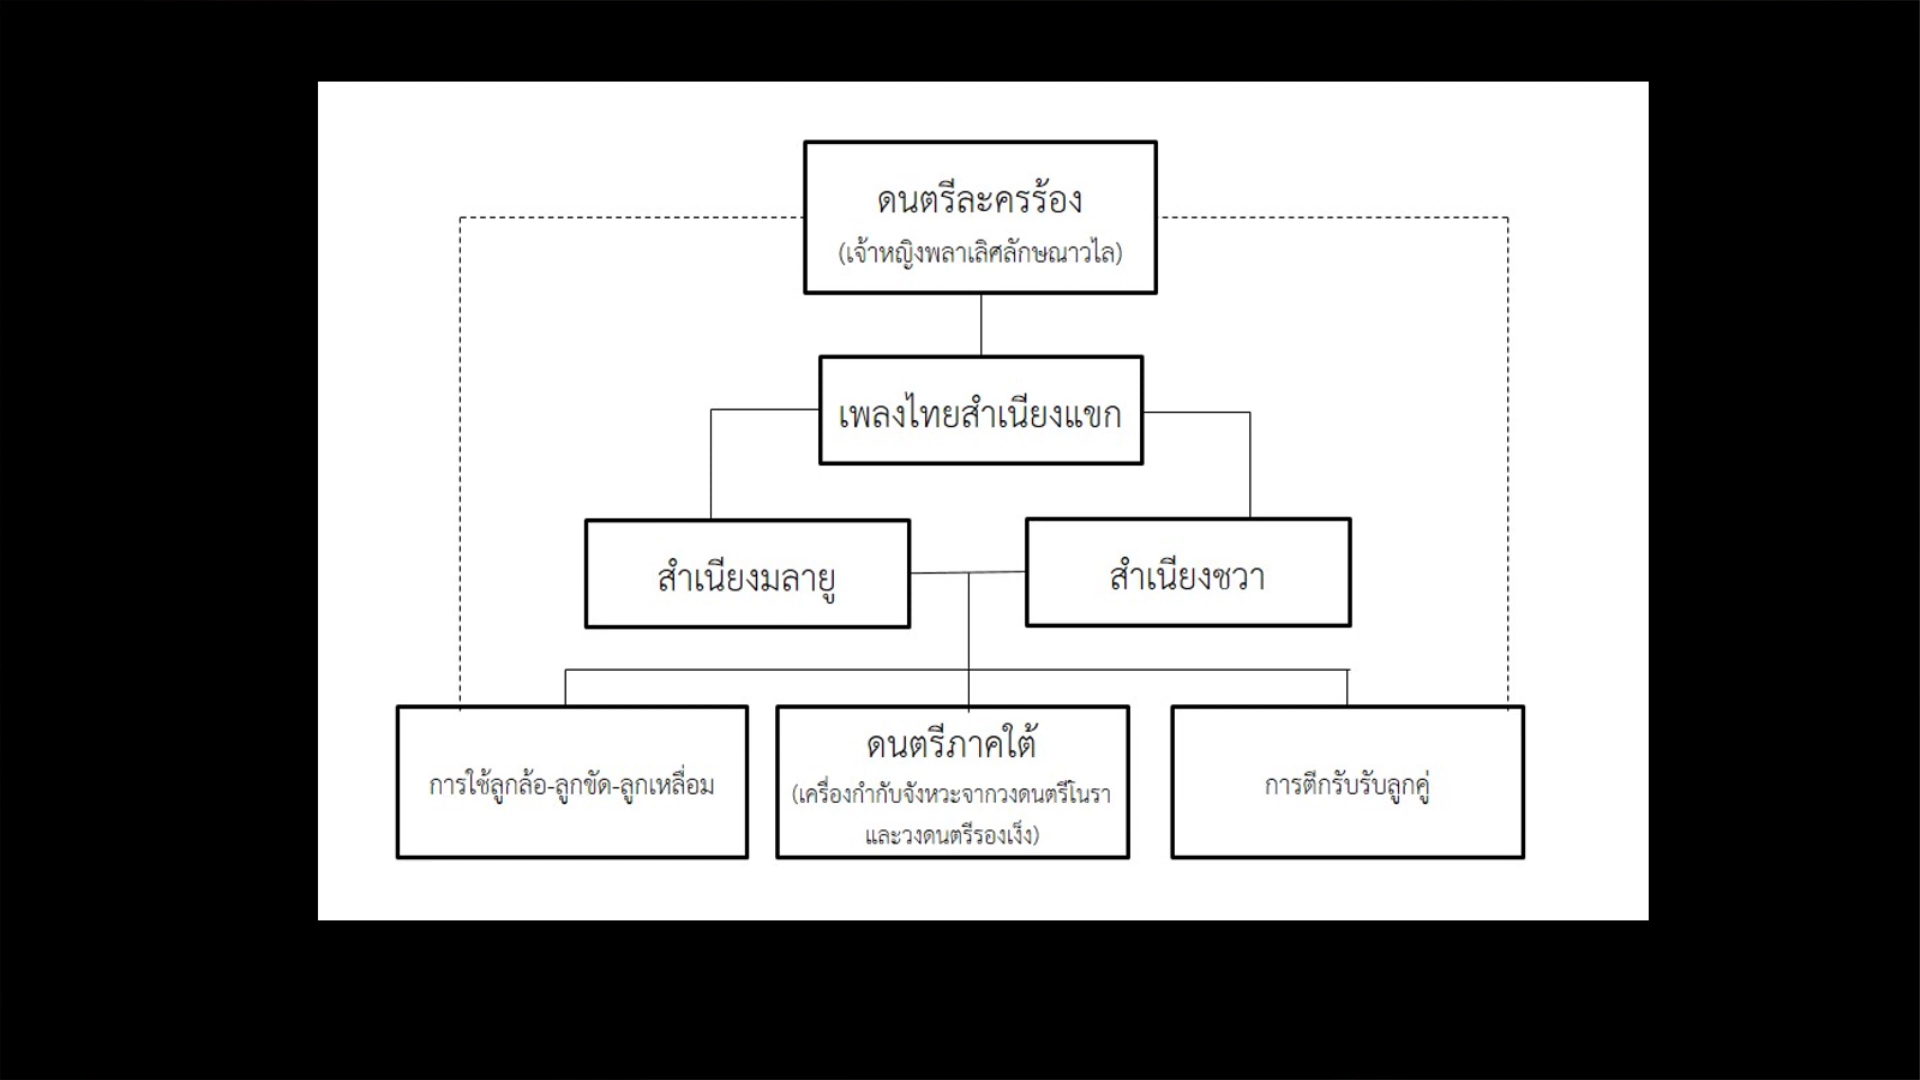 ดนตรีละครร้อง
(เจ้าหญิงพลาเลิศลักษณาวไล)
เพลงไทยสำเนียงแขก
สำเนียงมลายู
สำเนียงชวา
การใช้ลูกล้อ-ลูกขัด-ลูกเหลื่อม
ดนตรีภาคใต้
(เครื่องกำกับจังหวะจากวงดนตรีโนรา
และวงดนตรีรองเง็ง)
การตีกรับรับลูกคู่